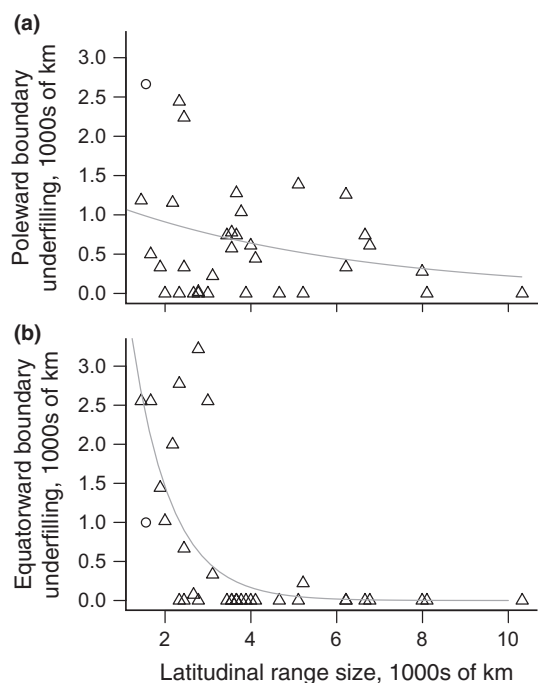 (a)
Poleward boundary
underfilling, 1000s of km
3.0
2.5
2.0
1.5
1.0
0.5
0.0
(b)
Equatorward boundary
underfilling, 1000s of km
3.0
2.5
2.0
1.5
1.0
0.5
0.0
2 4 6 8 10
Latitudinal range size, 1000s of km